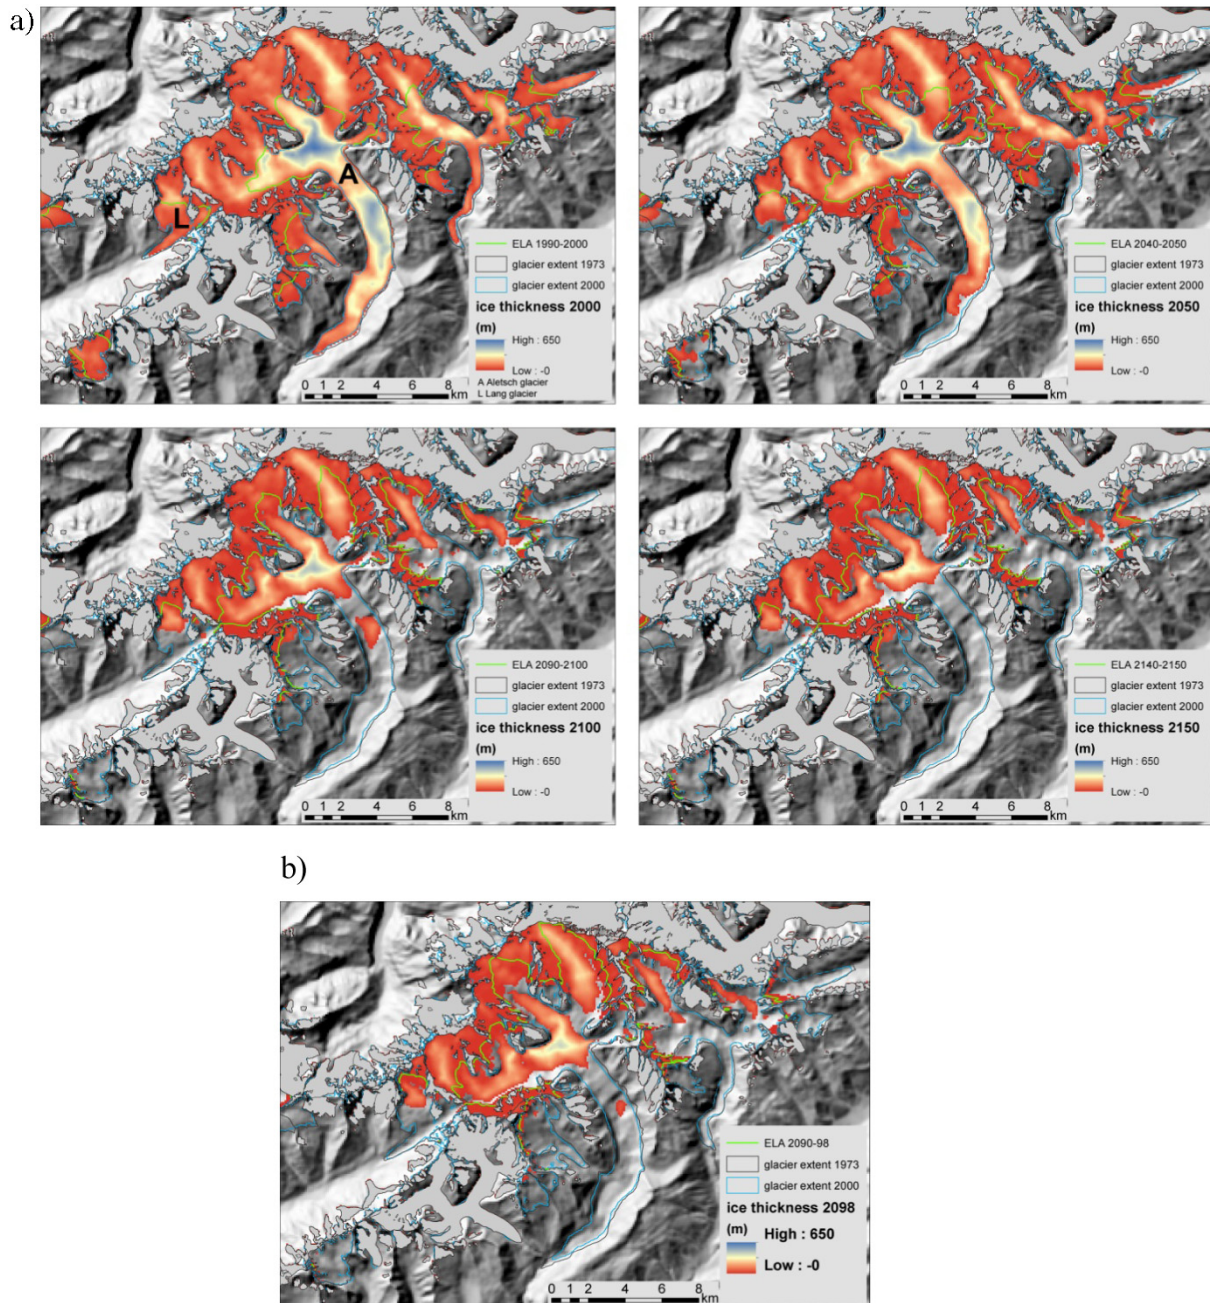 a)
A
L
ELA 1990-2000
glacier extent 1973
glacier extent 2000
ice thickness 2000
(m)
High : 650
Low : -0
A Aletsch glacier
L Lang glacier
0 1 2 4 6 8
km
ELA 2040-2050
glacier extent 1973
glacier extent 2000
ice thickness 2050
(m)
High : 650
Low : -0
0 1 2 4 6 8
km
ELA 2090-2100
glacier extent 1973
glacier extent 2000
ice thickness 2100
(m)
High : 650
Low : -0
0 1 2 4 6 8
km
ELA 2140-2150
glacier extent 1973
glacier extent 2000
ice thickness 2150
(m)
High : 650
Low : -0
0 1 2 4 6 8
km
b)
ELA 2090-98
glacier extent 1973
glacier extent 2000
ice thickness 2098
(m)
High : 650
Low : -0
0 1 2 4 6 8
km